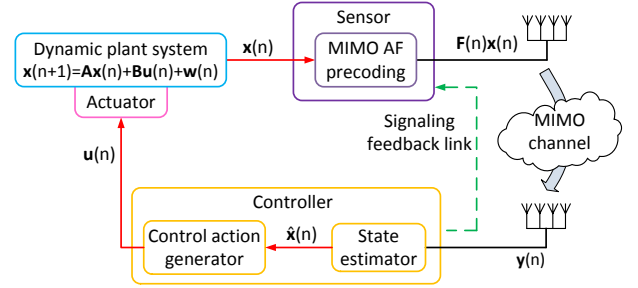 Sensor
Dynamic plant system
x(n+1)=Ax(n)+Bu(n)+w(n)
Actuator
x(n)
MIMO AF
precoding
F(n)x(n)
MIMO
channel
Signaling
feedback link
u(n)
Controller
Control action
generator
x̂(n)
State
estimator
y(n)